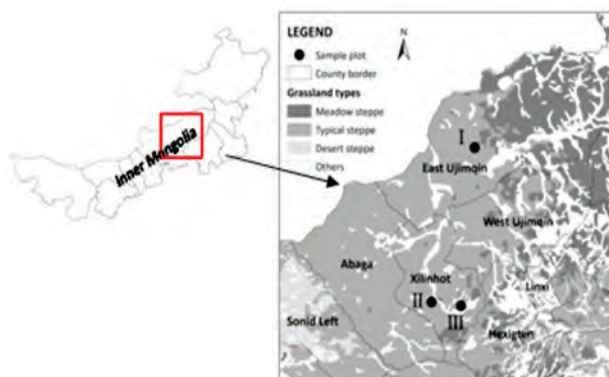 Inner Mongolia
LEGEND
N
Sample plot
County border
Grassland types
Meadow steppe
Typical steppe
Desert steppe
Others
I
East Ujimqin
West Ujimqin
Abaga
Xilinhot
Linxi
II
III
Sonid Left
Hexigten